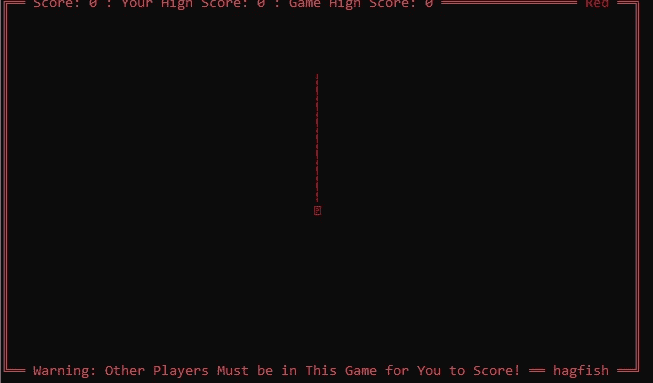 Score: 0 : Your High Score: 0 : Game High Score: 0 Red
Warning: Other Players Must be in This Game for You to Score! hagfish